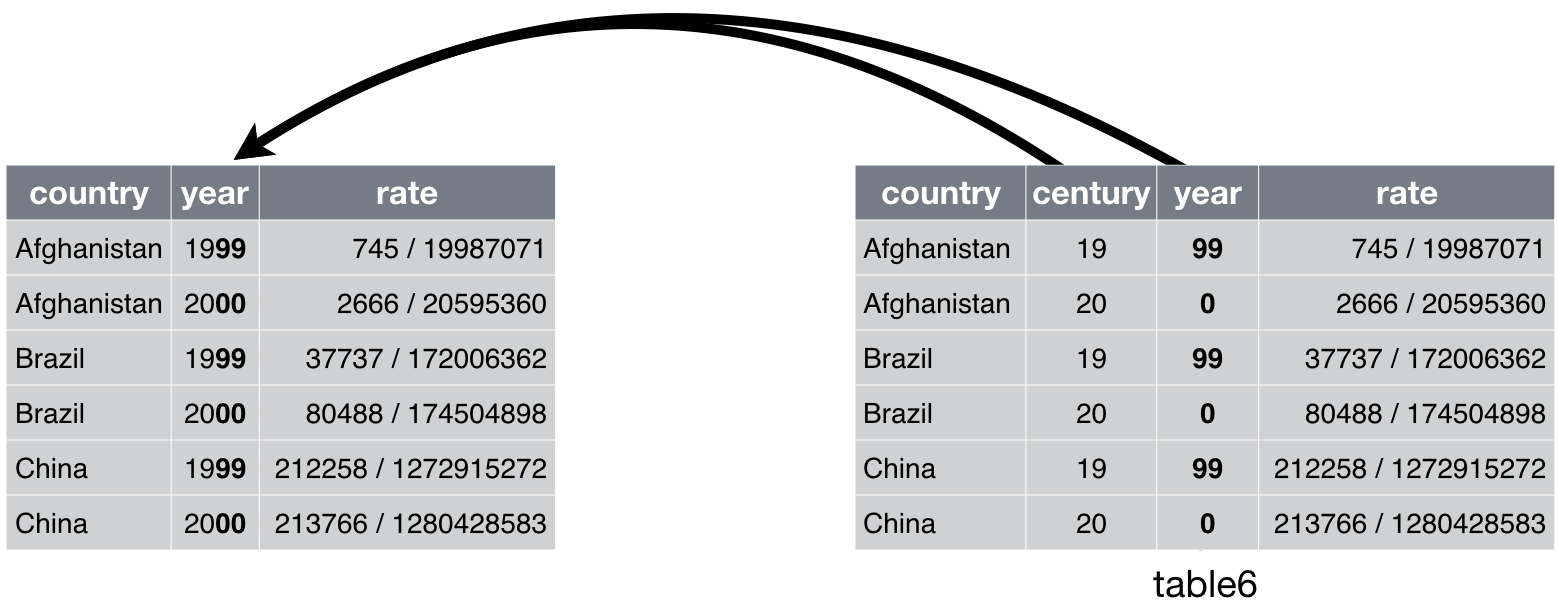 country year rate
Afghanistan 1999 745 / 19987071
Afghanistan 2000 2666 / 20595360
Brazil 1999 37737 / 172006362
Brazil 2000 80488 / 174504898
China 1999 212258 / 1272915272
China 2000 213766 / 1280428583
country century year rate
Afghanistan 19 99 745 / 19987071
Afghanistan 20 0 2666 / 20595360
Brazil 19 99 37737 / 172006362
Brazil 20 0 80488 / 174504898
China 19 99 212258 / 1272915272
China 20 0 213766 / 1280428583
table6